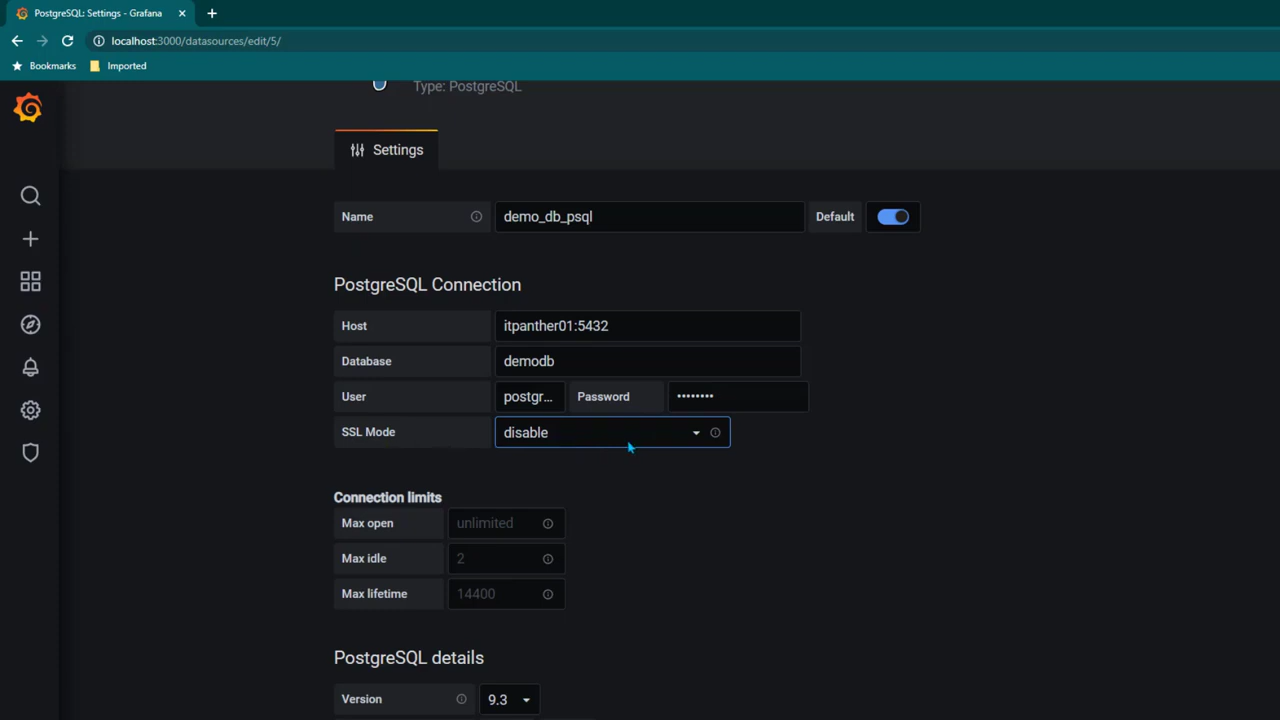 PostgreSQL: Settings - Grafana
localhost:3000/datasources/edit/5/
Bookmarks Imported
Type: PostgreSQL
Settings
Name demo_db_psql Default
PostgreSQL Connection
Host itpanther01:5432
Database demodb
User postgr... Password ••••••••
SSL Mode disable
Connection limits
Max open unlimited
Max idle 2
Max lifetime 14400
PostgreSQL details
Version 9.3